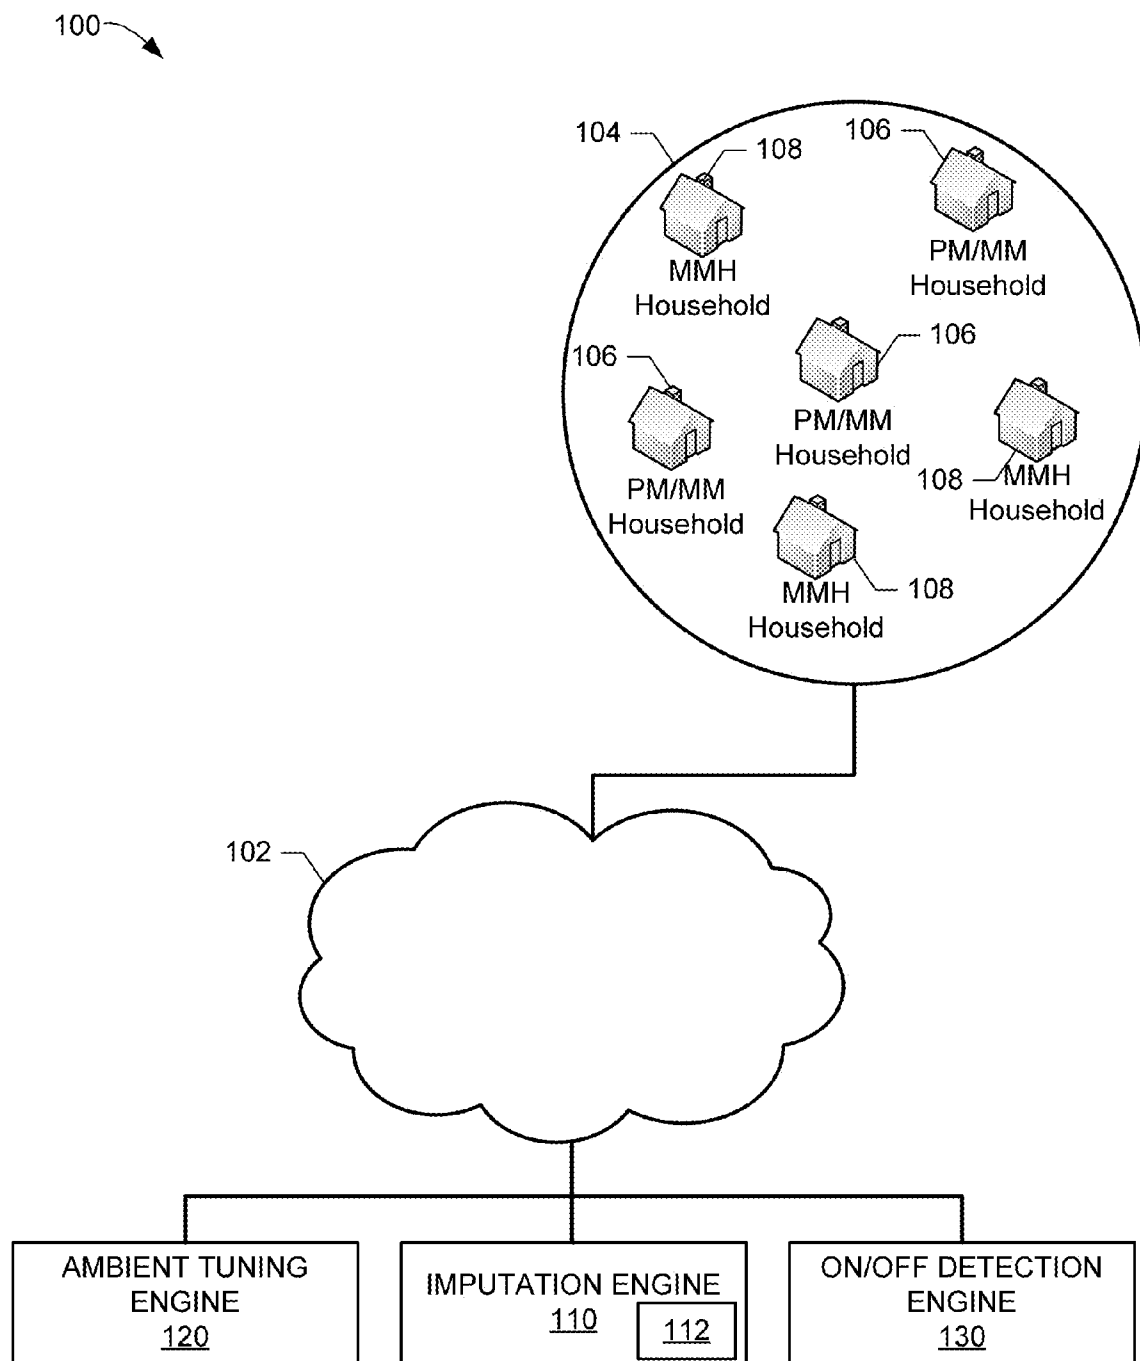 100
104
108
106
MMH
Household
PM/MM
Household
106
106
PM/MM
Household
PM/MM
Household
108
MMH
Household
108
MMH
Household
102
AMBIENT TUNING
ENGINE
120
IMPUTATION ENGINE
110
112
ON/OFF DETECTION
ENGINE
130